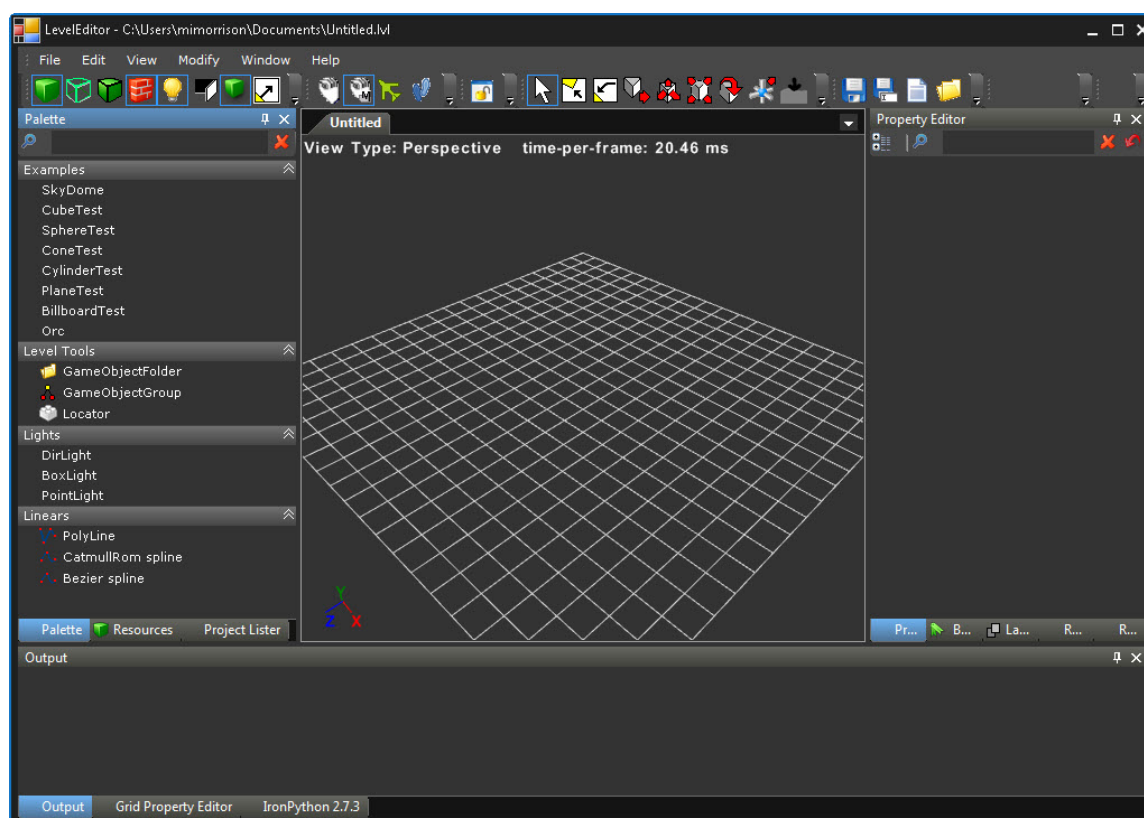 LevelEditor - C:\Users\mimorrison\Documents\Untitled.lvl
File Edit View Modify Window Help
Palette
Untitled
Property Editor
View Type: Perspective time-per-frame: 20.46 ms
Examples
SkyDome
CubeTest
SphereTest
ConeTest
CylinderTest
PlaneTest
BillboardTest
Orc
Level Tools
GameObjectFolder
GameObjectGroup
Locator
Lights
DirLight
BoxLight
PointLight
Linears
PolyLine
CatmullRom spline
Bezier spline
Y
Z X
Palette Resources Project Lister
Pr... B... La... R... R...
Output
Output Grid Property Editor IronPython 2.7.3